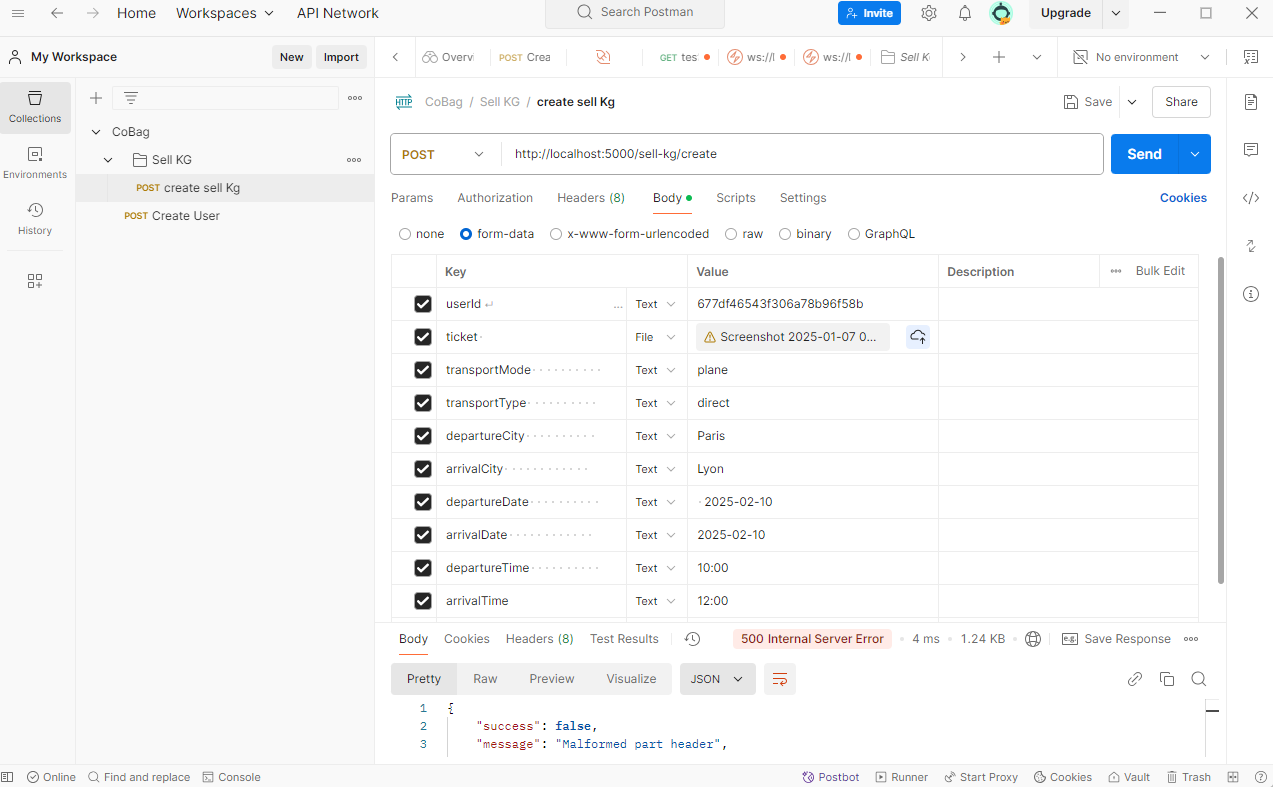 Home Workspaces API Network Search Postman Invite Upgrade
My Workspace New Import Overv POST Crea GET tes ws://l ws://l Sell K No environment
Collections
Environments
History
CoBag
Sell KG
POST create sell Kg
POST Create User
HTTP CoBag / Sell KG / create sell Kg Save Share
POST http://localhost:5000/sell-kg/create Send
Params Authorization Headers (8) Body Scripts Settings Cookies
none form-data x-www-form-urlencoded raw binary GraphQL
Key Value Description ... Bulk Edit
userId ↵ ... Text 677df46543f306a78b96f58b
ticket· File Screenshot 2025-01-07 0...
transportMode·········· Text plane
transportType·········· Text direct
departureCity·········· Text Paris
arrivalCity············ Text Lyon
departureDate·········· Text ·2025-02-10
arrivalDate············ Text 2025-02-10
departureTime·········· Text 10:00
arrivalTime Text 12:00
Body Cookies Headers (8) Test Results 500 Internal Server Error • 4 ms • 1.24 KB • e.g. Save Response
Pretty Raw Preview Visualize JSON
1 {
2 "success": false,
3 "message": "Malformed part header",
Online Find and replace Console Postbot Runner Start Proxy Cookies Vault Trash